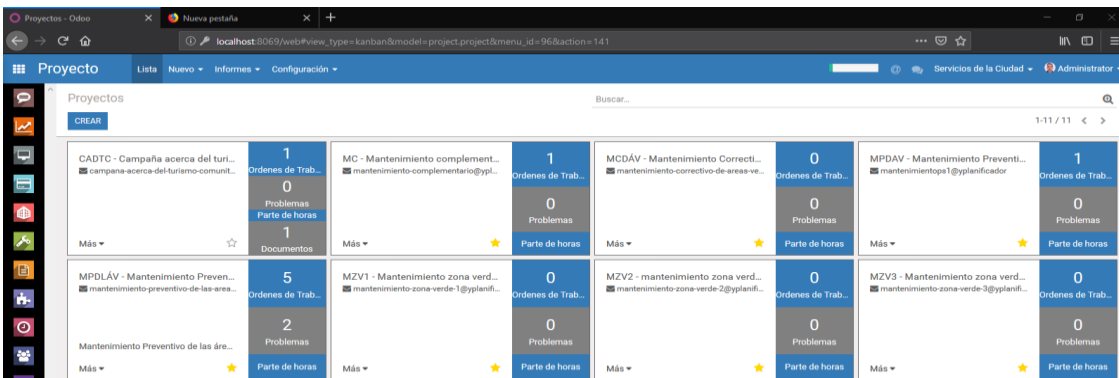 Proyectos - Odoo
Nueva pestaña
localhost:8069/web#view_type=kanban&model=project.project&menu_id=96&action=141
Proyecto
Lista
Nuevo
Informes
Configuración
@
Servicios de la Ciudad
Administrator
Proyectos
Buscar...
CREAR
1-11 / 11
CADTC - Campaña acerca del turi...
campana-acerca-del-turismo-comunit...
1
Ordenes de Trab...
0
Problemas
Parte de horas
1
Documentos
Más
MC - Mantenimiento complement...
mantenimiento-complementario@ypl...
1
Ordenes de Trab...
0
Problemas
Parte de horas
Más
MCDÁV - Mantenimiento Correcti...
mantenimiento-correctivo-de-areas-ve...
0
Ordenes de Trab...
0
Problemas
Parte de horas
Más
MPDAV - Mantenimiento Preventi...
mantenimientops1@yplanificador
1
Ordenes de Trab...
0
Problemas
Parte de horas
Más
MPDLÁV - Mantenimiento Preven...
mantenimiento-preventivo-de-las-area...
5
Ordenes de Trab...
2
Problemas
Mantenimiento Preventivo de las áre...
Parte de horas
Más
MZV1 - Mantenimiento zona verd...
mantenimiento-zona-verde-1@yplanifi...
0
Ordenes de Trab...
0
Problemas
Parte de horas
Más
MZV2 - mantenimiento zona verd...
mantenimiento-zona-verde-2@yplanifi...
0
Ordenes de Trab...
0
Problemas
Parte de horas
Más
MZV3 - Mantenimiento zona verd...
mantenimiento-zona-verde-3@yplanifi...
0
Ordenes de Trab...
0
Problemas
Parte de horas
Más